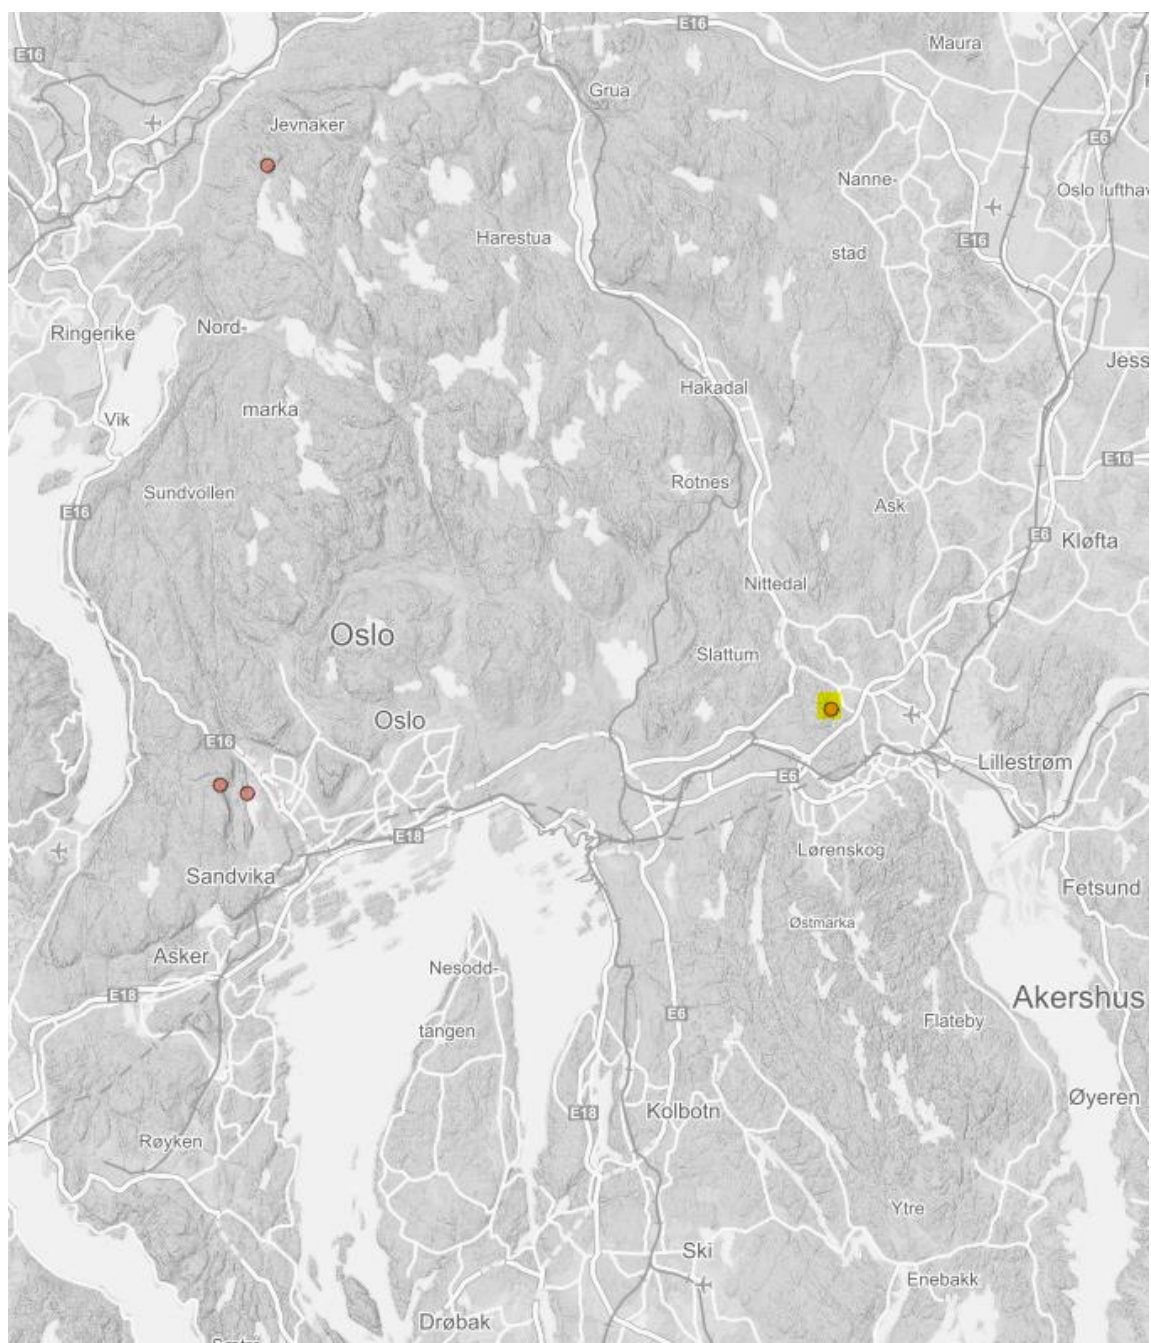 E16
E16
Maura
Grua
Jevnaker
E6
Nanne-
Oslo lufthav
Harestua
E16
stad
Nord-
Ringerike
Jess
Hakadal
marka
Vik
E16
Rotnes
Sundvollen
Ask
E16
E6
Kløfta
Nittedal
Oslo
Slattum
Oslo
E16
Lillestrøm
E6
E18
Lørenskog
Sandvika
Fetsund
Østmarka
Asker
Nesodd-
E18
Akershus
E6
Flateby
tangen
Øyeren
E18
Kolbotn
Røyken
Ytre
Ski
Enebakk
Drøbak